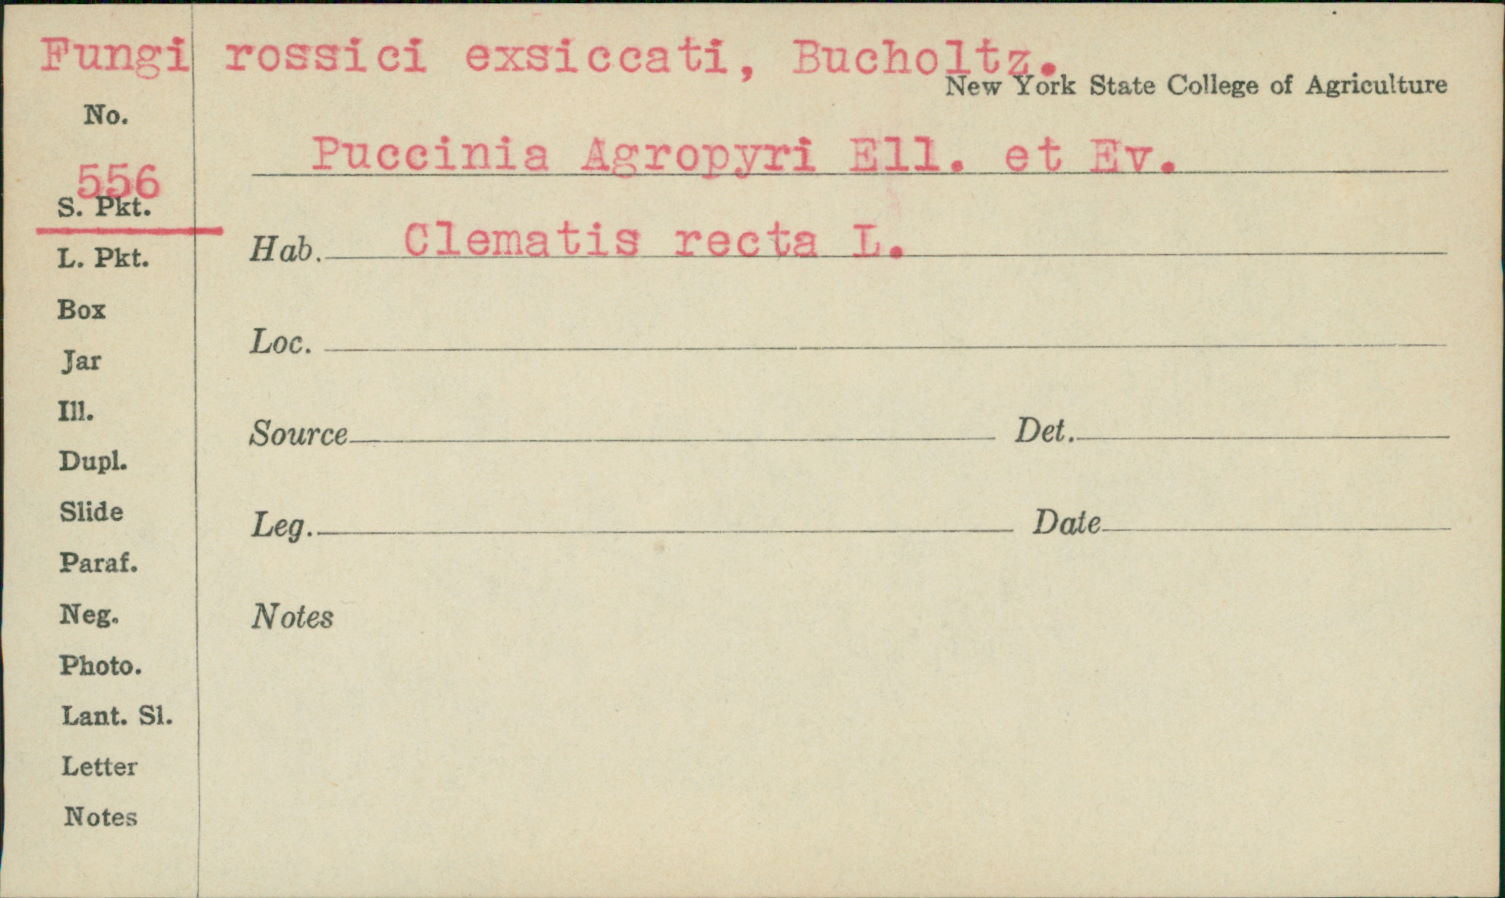 Fungi rossici exsiccati, Bucholtz.
New York State College of Agriculture
No.
556
Puccinia Agropyri Ell. et Ev.
S. Pkt.
Hab. Clematis recta L.
L. Pkt.
Box
Loc.
Jar
Ill.
Source Det.
Dupl.
Slide
Leg. Date
Paraf.
Neg.
Notes
Photo.
Lant. Sl.
Letter
Notes